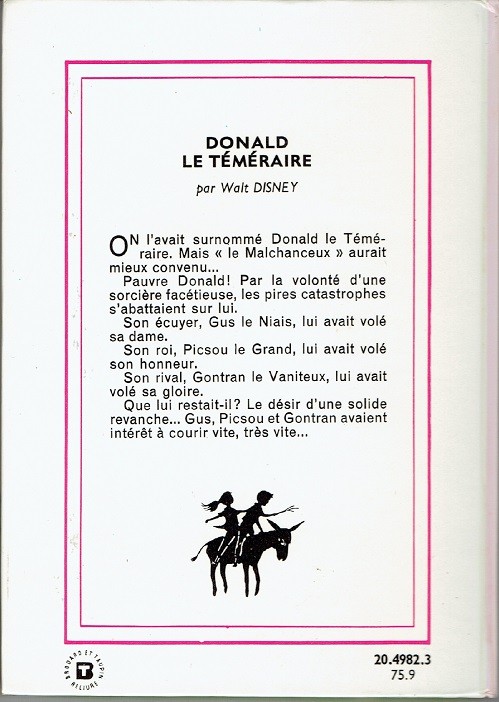 DONALD
LE TÉMÉRAIRE
par Walt DISNEY
ON l'avait surnommé Donald le Témé-
raire. Mais « le Malchanceux » aurait
mieux convenu...
Pauvre Donald! Par la volonté d'une
sorcière facétieuse, les pires catastrophes
s'abattaient sur lui.
Son écuyer, Gus le Niais, lui avait volé
sa dame.
Son roi, Picsou le Grand, lui avait volé
son honneur.
Son rival, Gontran le Vaniteux, lui avait
volé sa gloire.
Que lui restait-il? Le désir d'une solide
revanche... Gus, Picsou et Gontran avaient
intérêt à courir vite, très vite...
BRODARD ET TAUPIN
BT
RELIURE
20.4982.3
75.9